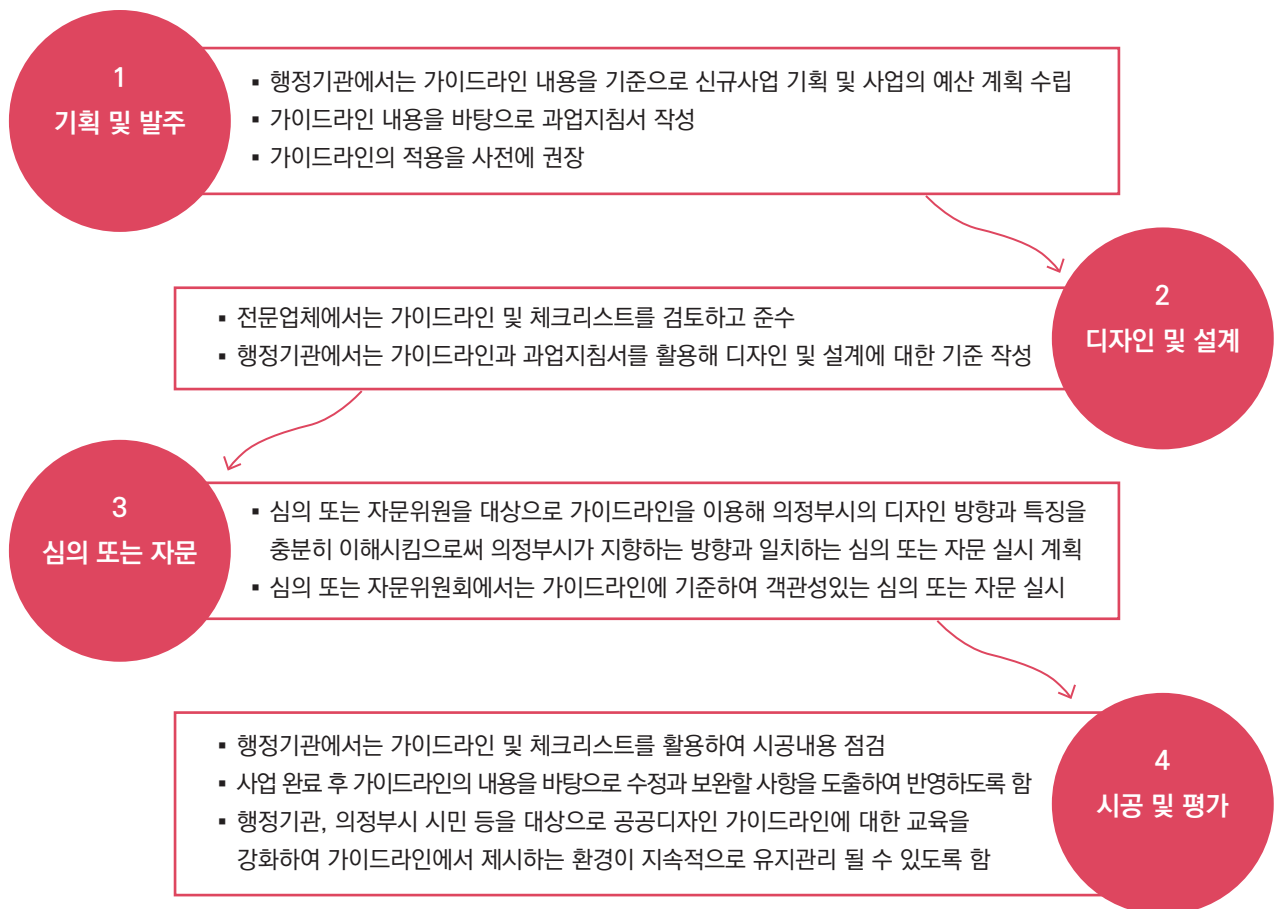 1
기획 및 발주
▪ 행정기관에서는 가이드라인 내용을 기준으로 신규사업 기획 및 사업의 예산 계획 수립
▪ 가이드라인 내용을 바탕으로 과업지침서 작성
▪ 가이드라인의 적용을 사전에 권장
2
디자인 및 설계
▪ 전문업체에서는 가이드라인 및 체크리스트를 검토하고 준수
▪ 행정기관에서는 가이드라인과 과업지침서를 활용해 디자인 및 설계에 대한 기준 작성
3
심의 또는 자문
▪ 심의 또는 자문위원을 대상으로 가이드라인을 이용해 의정부시의 디자인 방향과 특징을
충분히 이해시킴으로써 의정부시가 지향하는 방향과 일치하는 심의 또는 자문 실시 계획
▪ 심의 또는 자문위원회에서는 가이드라인에 기준하여 객관성있는 심의 또는 자문 실시
4
시공 및 평가
▪ 행정기관에서는 가이드라인 및 체크리스트를 활용하여 시공내용 점검
▪ 사업 완료 후 가이드라인의 내용을 바탕으로 수정과 보완할 사항을 도출하여 반영하도록 함
▪ 행정기관, 의정부시 시민 등을 대상으로 공공디자인 가이드라인에 대한 교육을
강화하여 가이드라인에서 제시하는 환경이 지속적으로 유지관리 될 수 있도록 함